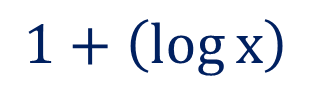 1 + (log x)